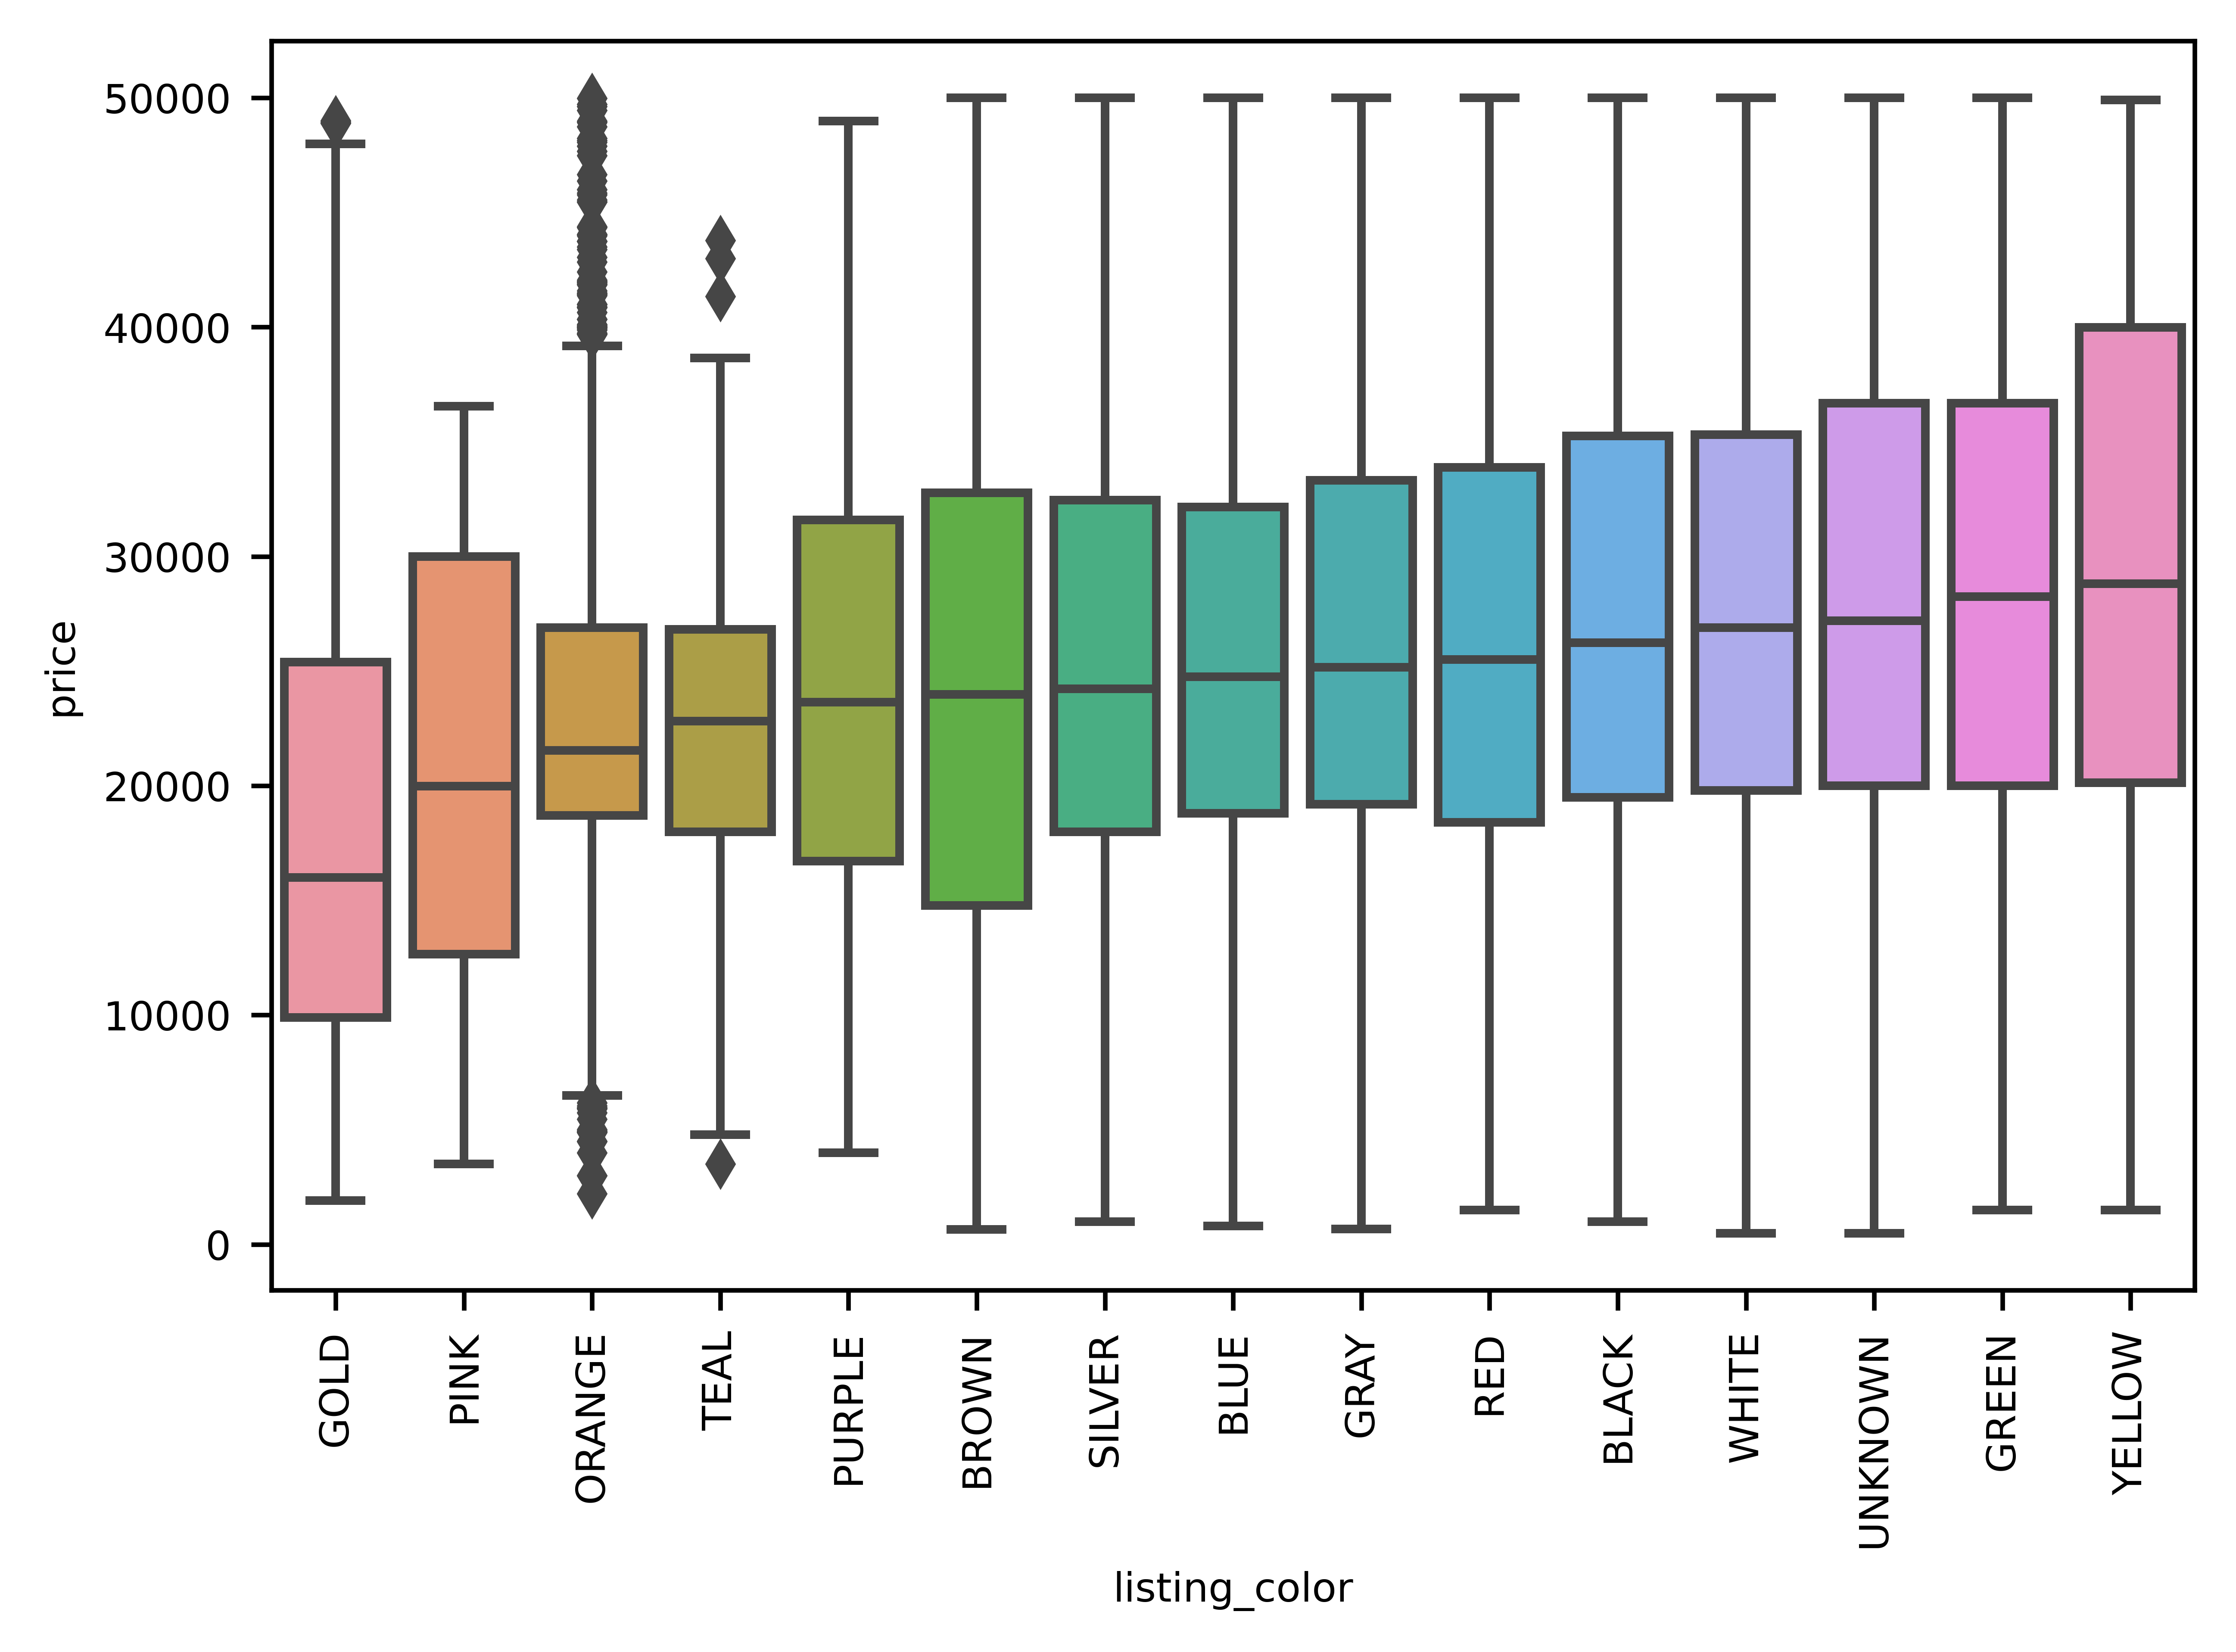 50000
40000
30000
20000
10000
0
price
GOLD
PINK
ORANGE
TEAL
PURPLE
BROWN
SILVER
BLUE
GRAY
RED
BLACK
WHITE
UNKNOWN
GREEN
YELLOW
listing_color